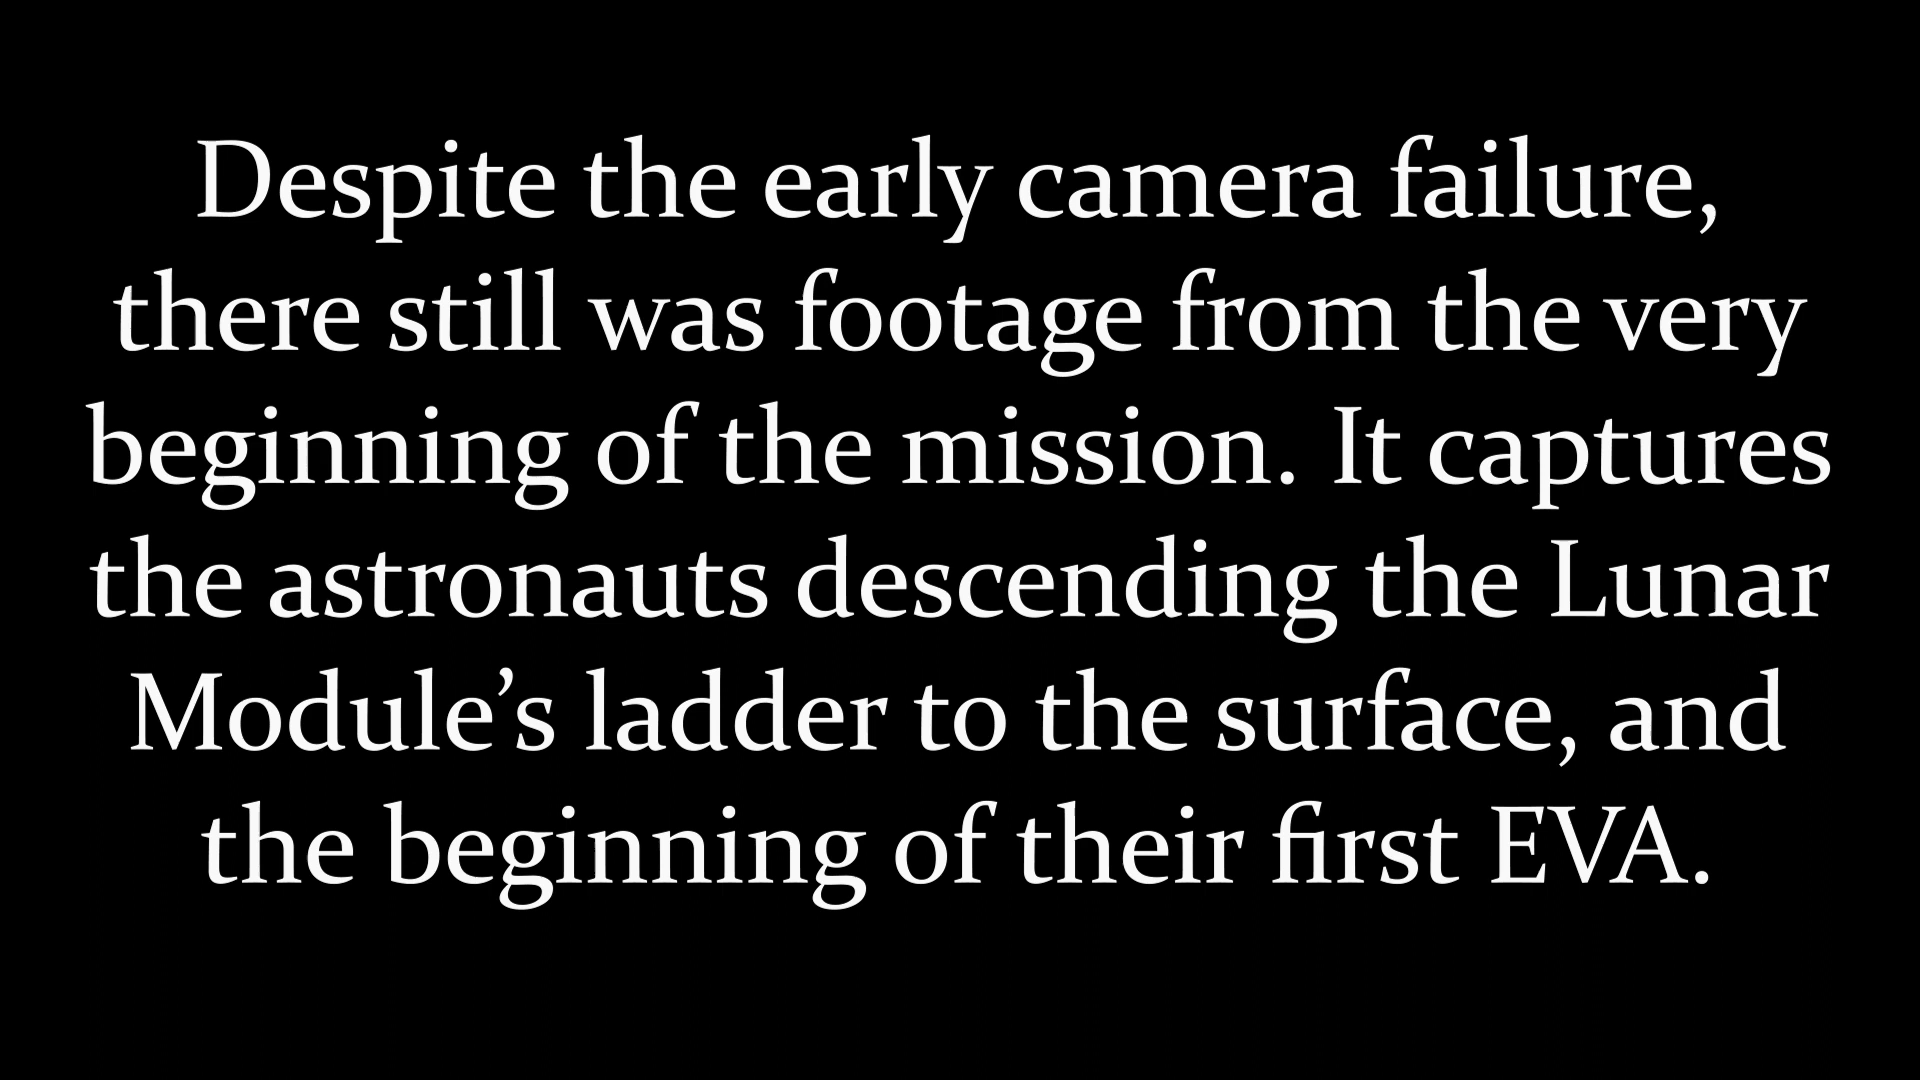 Despite the early camera failure,
there still was footage from the very
beginning of the mission. It captures
the astronauts descending the Lunar
Module’s ladder to the surface, and
the beginning of their first EVA.